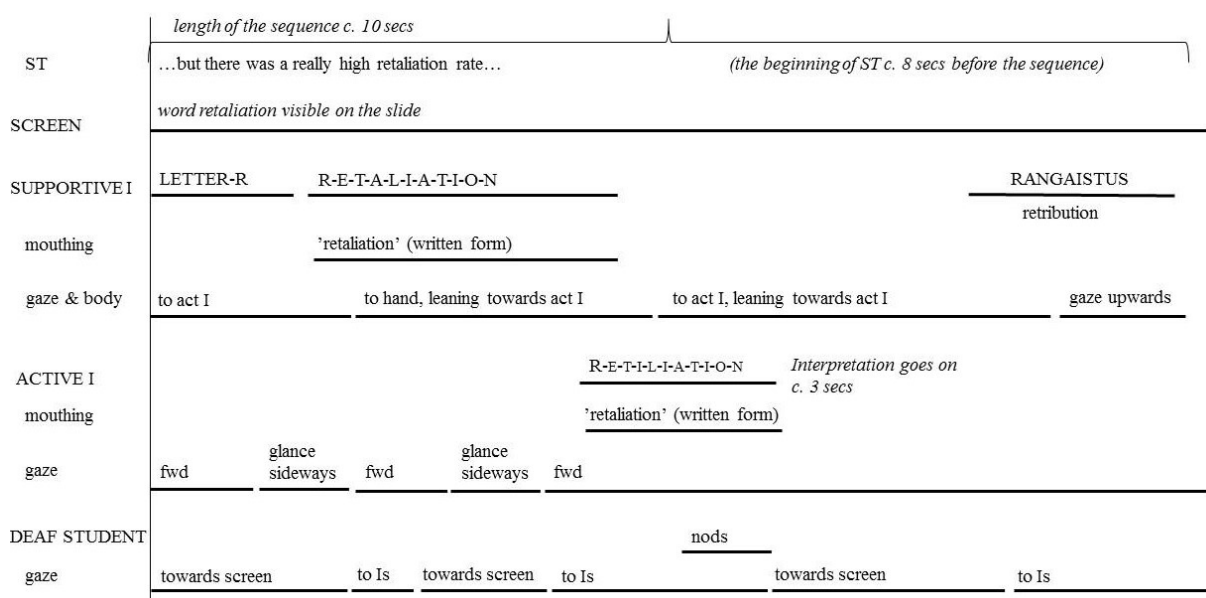 length of the sequence c. 10 secs
ST …but there was a really high retaliation rate… (the beginning of ST c. 8 secs before the sequence)
word retaliation visible on the slide
SCREEN
SUPPORTIVE I LETTER-R R-E-T-A-L-I-A-T-I-O-N RANGAISTUS
retribution
mouthing ’retaliation’ (written form)
gaze & body to act I to hand, leaning towards act I to act I, leaning towards act I gaze upwards
ACTIVE I R-E-T-I-L-I-A-T-I-O-N Interpretation goes on
c. 3 secs
mouthing ’retaliation’ (written form)
glance glance
gaze fwd sideways fwd sideways fwd
DEAF STUDENT nods
gaze towards screen to Is towards screen to Is towards screen to Is